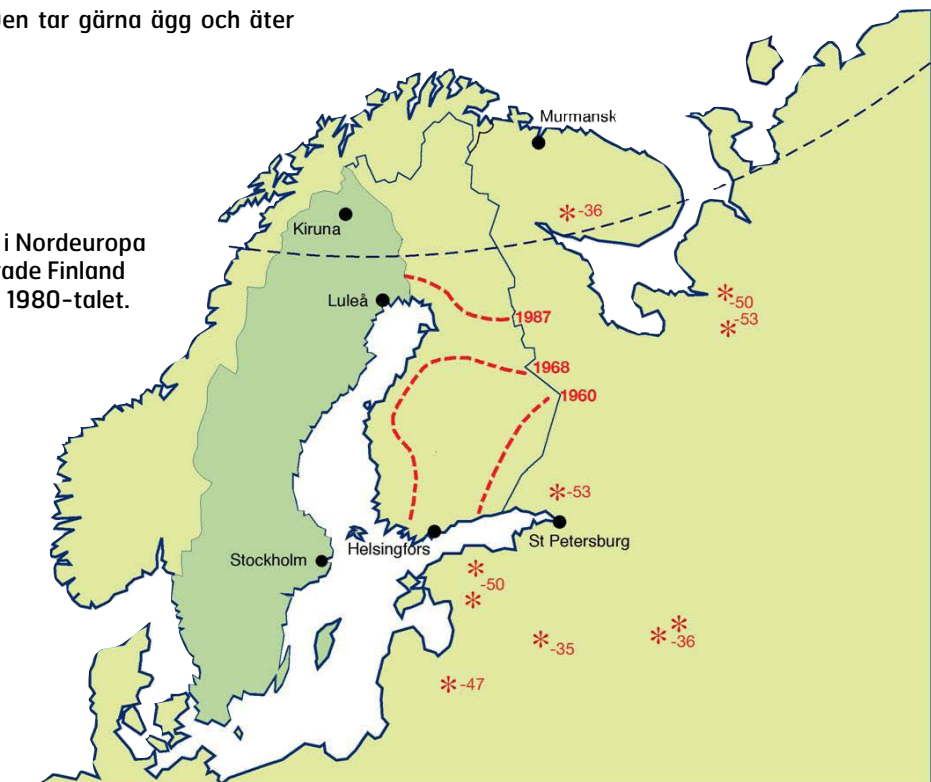 en tar gärna ägg och äter
Murmansk
*-36
Kiruna
i Nordeuropa
rade Finland
1980-talet.
Luleå
*-50
*-53
1987
1968
1960
*-53
St Petersburg
Helsingfors
Stockholm
*
-50
*
*
*-36
*-35
*-47